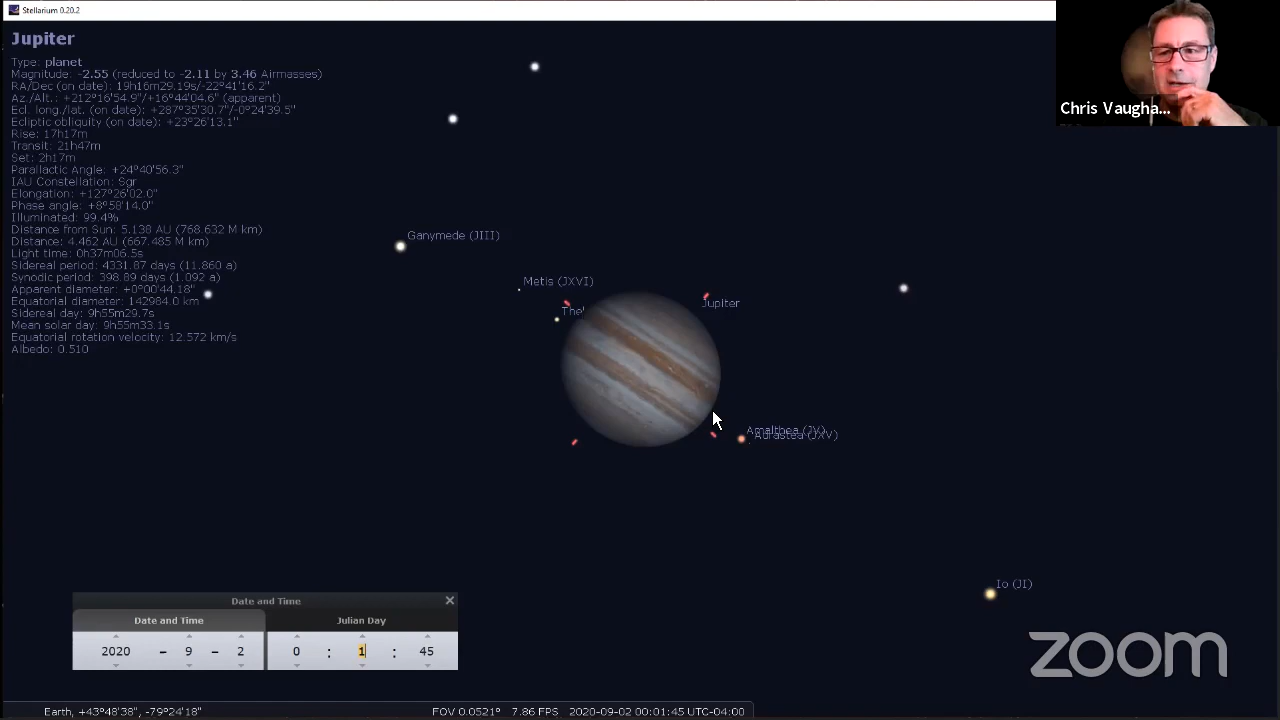 Stellarium 0.20.2
Jupiter
Type: planet
Magnitude: -2.55 (reduced to -2.11 by 3.46 Airmasses)
RA/Dec (on date): 19h16m29.19s/-22°41'16.2"
Az./Alt.: +212°16'54.9"/+16°44'04.6" (apparent)
Ecl. long./lat. (on date): +287°35'30.7"/-0°24'39.5"
Ecliptic obliquity (on date): +23°26'13.1"
Rise: 17h17m
Transit: 21h47m
Set: 2h17m
Parallactic Angle: +24°40'56.3"
IAU Constellation: Sgr
Elongation: +127°26'02.0"
Phase angle: +8°58'14.0"
Illuminated: 99.4%
Distance from Sun: 5.138 AU (768.632 M km)
Distance: 4.462 AU (667.485 M km)
Light time: 0h37m06.5s
Sidereal period: 4331.87 days (11.860 a)
Synodic period: 398.89 days (1.092 a)
Apparent diameter: +0°00'44.18"
Equatorial diameter: 142984.0 km
Sidereal day: 9h55m29.7s
Mean solar day: 9h55m33.1s
Equatorial rotation velocity: 12.572 km/s
Albedo: 0.510
Chris Vaugha...
Ganymede (JIII)
Metis (JXVI)
The'
Jupiter
Amalthea (JV)
Adrastea (JXV)
Io (JI)
Date and Time
Date and Time Julian Day
2020 - 9 - 2 0 : 1 : 45
zoom
Earth, +43°48'38", -79°24'18" FOV 0.0521° 7.86 FPS 2020-09-02 00:01:45 UTC-04:00